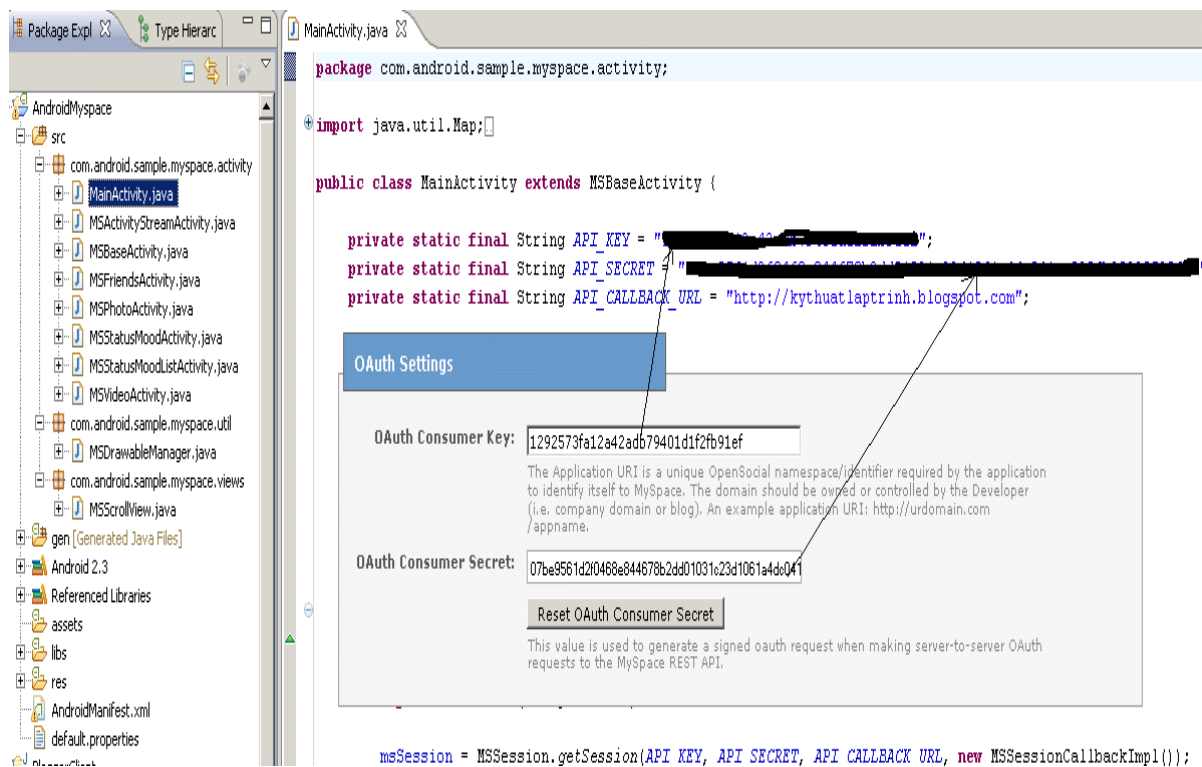 Package Expl
Type Hierarc
AndroidMyspace
src
com.android.sample.myspace.activity
MainActivity.java
MSActivityStreamActivity.java
MSBaseActivity.java
MSFriendsActivity.java
MSPhotoActivity.java
MSStatusMoodActivity.java
MSStatusMoodListActivity.java
MSVideoActivity.java
com.android.sample.myspace.util
MSDrawableManager.java
com.android.sample.myspace.views
MSScrollView.java
gen [Generated Java Files]
Android 2.3
Referenced Libraries
assets
libs
res
AndroidManifest.xml
default.properties
MainActivity.java
package com.android.sample.myspace.activity;
import java.util.Map;
public class MainActivity extends MSBaseActivity {
private static final String API_KEY = "";
private static final String API_SECRET = "
private static final String API_CALLBACK_URL = "http://kythuatlaptrinh.blogspot.com";
OAuth Settings
OAuth Consumer Key: 1292573fa12a42adb79401d1f2fb91ef
The Application URI is a unique OpenSocial namespace/identifier required by the application
to identify itself to MySpace. The domain should be owned or controlled by the Developer
(i.e. company domain or blog). An example application URI: http://urdomain.com
/appname.
OAuth Consumer Secret: 07be9561d2f0468e844678b2dd01031c23d1061a4dc041
Reset OAuth Consumer Secret
This value is used to generate a signed oauth request when making server-to-server OAuth
requests to the MySpace REST API.
msSession = MSSession.getSession(API_KEY, API_SECRET, API_CALLBACK_URL, new MSSessionCallbackImpl());